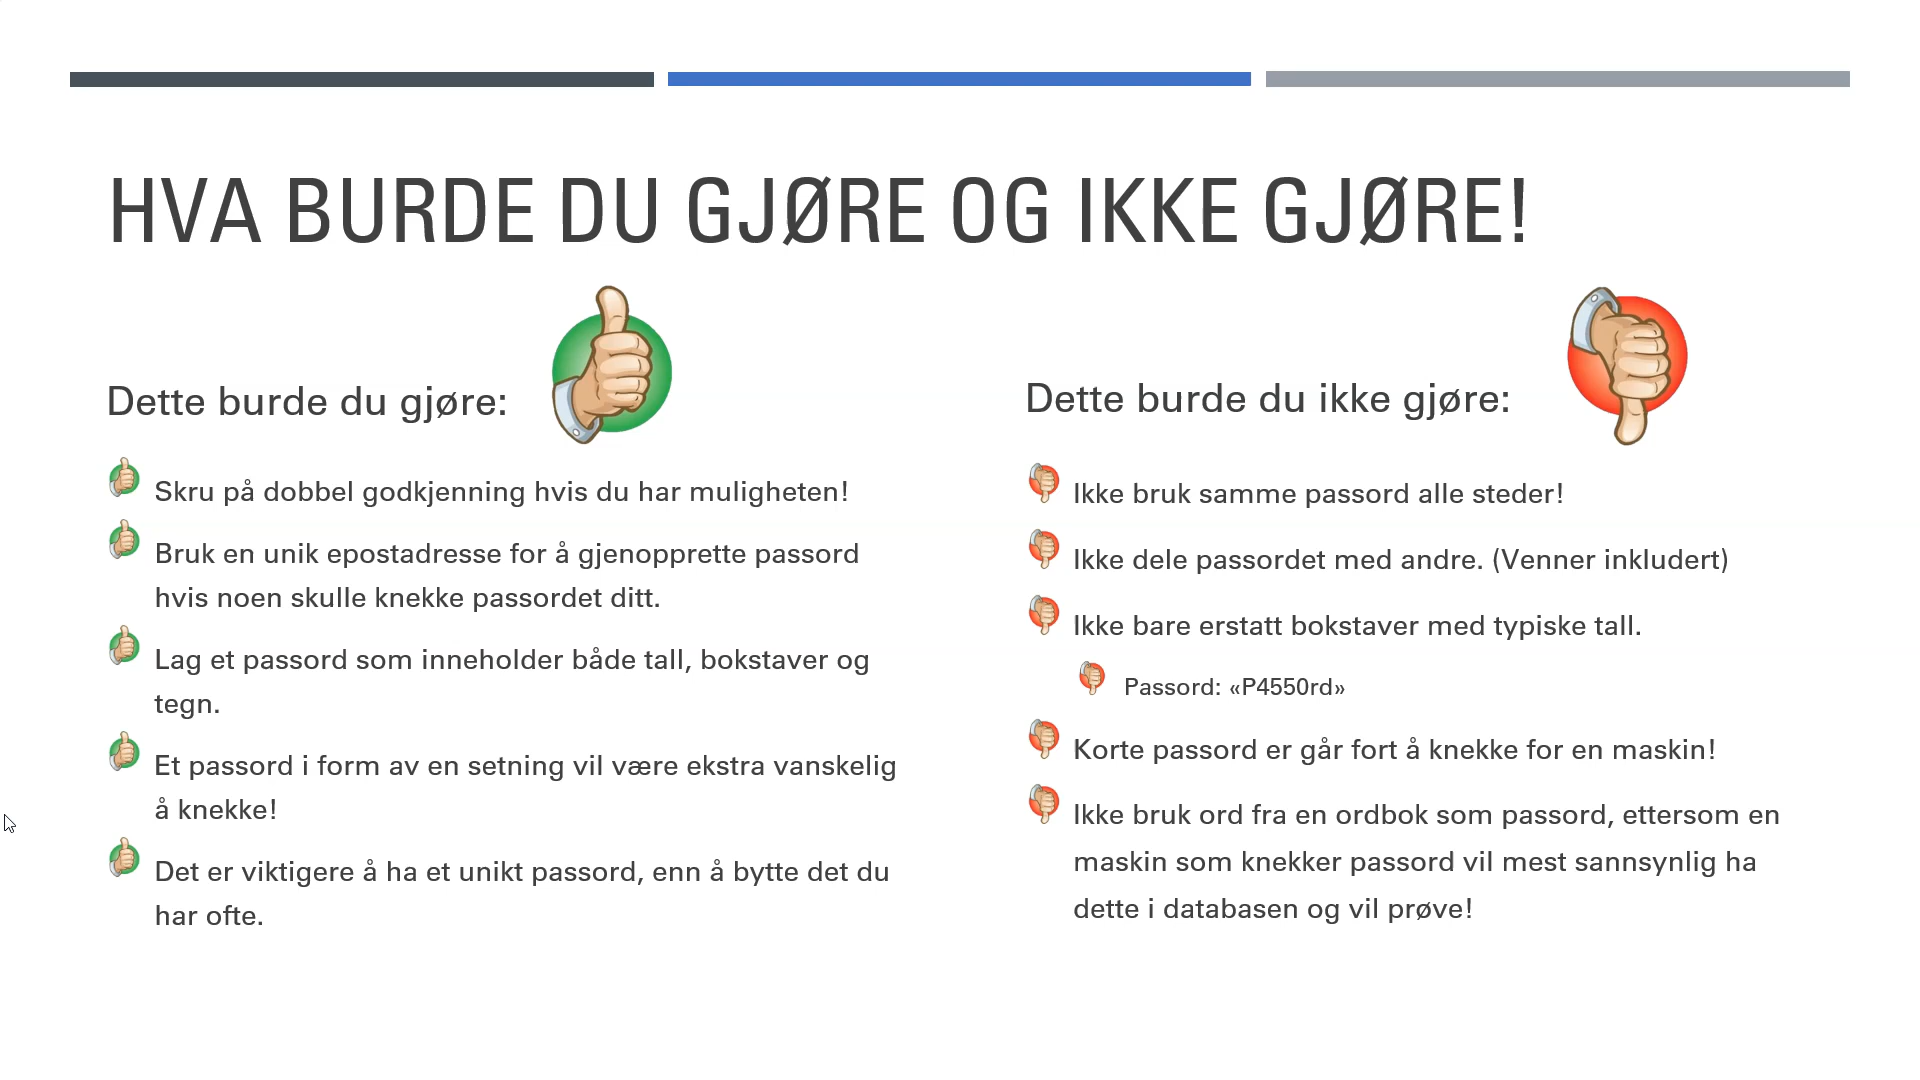 HVA BURDE DU GJØRE OG IKKE GJØRE!
Dette burde du gjøre:
Skru på dobbel godkjenning hvis du har muligheten!
Bruk en unik epostadresse for å gjenopprette passord
hvis noen skulle knekke passordet ditt.
Lag et passord som inneholder både tall, bokstaver og
tegn.
Et passord i form av en setning vil være ekstra vanskelig
å knekke!
Det er viktigere å ha et unikt passord, enn å bytte det du
har ofte.
Dette burde du ikke gjøre:
Ikke bruk samme passord alle steder!
Ikke dele passordet med andre. (Venner inkludert)
Ikke bare erstatt bokstaver med typiske tall.
Passord: «P4550rd»
Korte passord er går fort å knekke for en maskin!
Ikke bruk ord fra en ordbok som passord, ettersom en
maskin som knekker passord vil mest sannsynlig ha
dette i databasen og vil prøve!